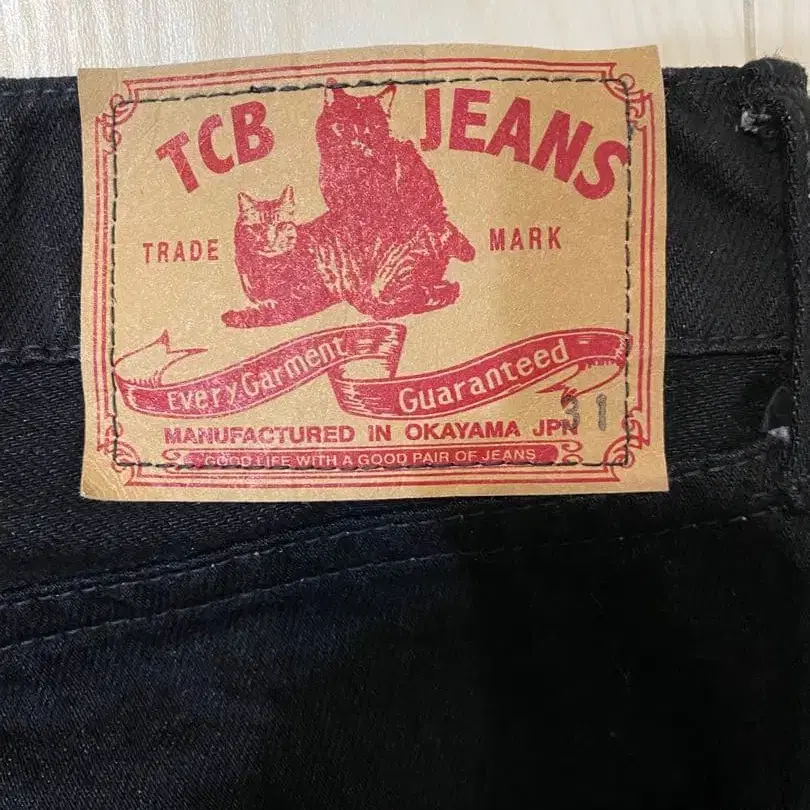 TCB JEANS
TRADE MARK
Every Garment Guaranteed
31
MANUFACTURED IN OKAYAMA JPN
GOOD LIFE WITH A GOOD PAIR OF JEANS